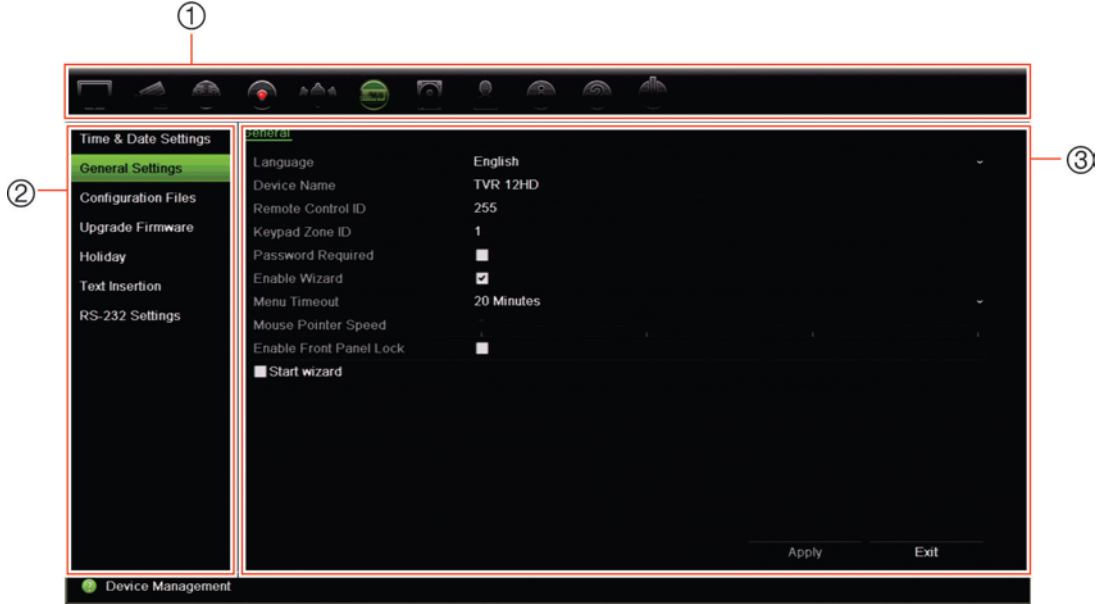 ①
②
③
Time & Date Settings
General Settings
Configuration Files
Upgrade Firmware
Holiday
Text Insertion
RS-232 Settings
General
Language English
Device Name TVR 12HD
Remote Control ID 255
Keypad Zone ID 1
Password Required
Enable Wizard
Menu Timeout 20 Minutes
Mouse Pointer Speed
Enable Front Panel Lock
Start wizard
Apply Exit
Device Management